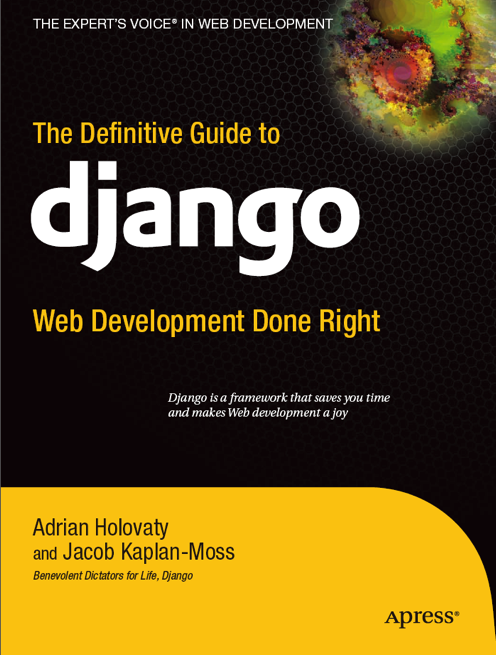 THE EXPERT'S VOICE® IN WEB DEVELOPMENT
The Definitive Guide to
django
Web Development Done Right
Django is a framework that saves you time
and makes Web development a joy
Adrian Holovaty
and Jacob Kaplan-Moss
Benevolent Dictators for Life, Django
Apress®